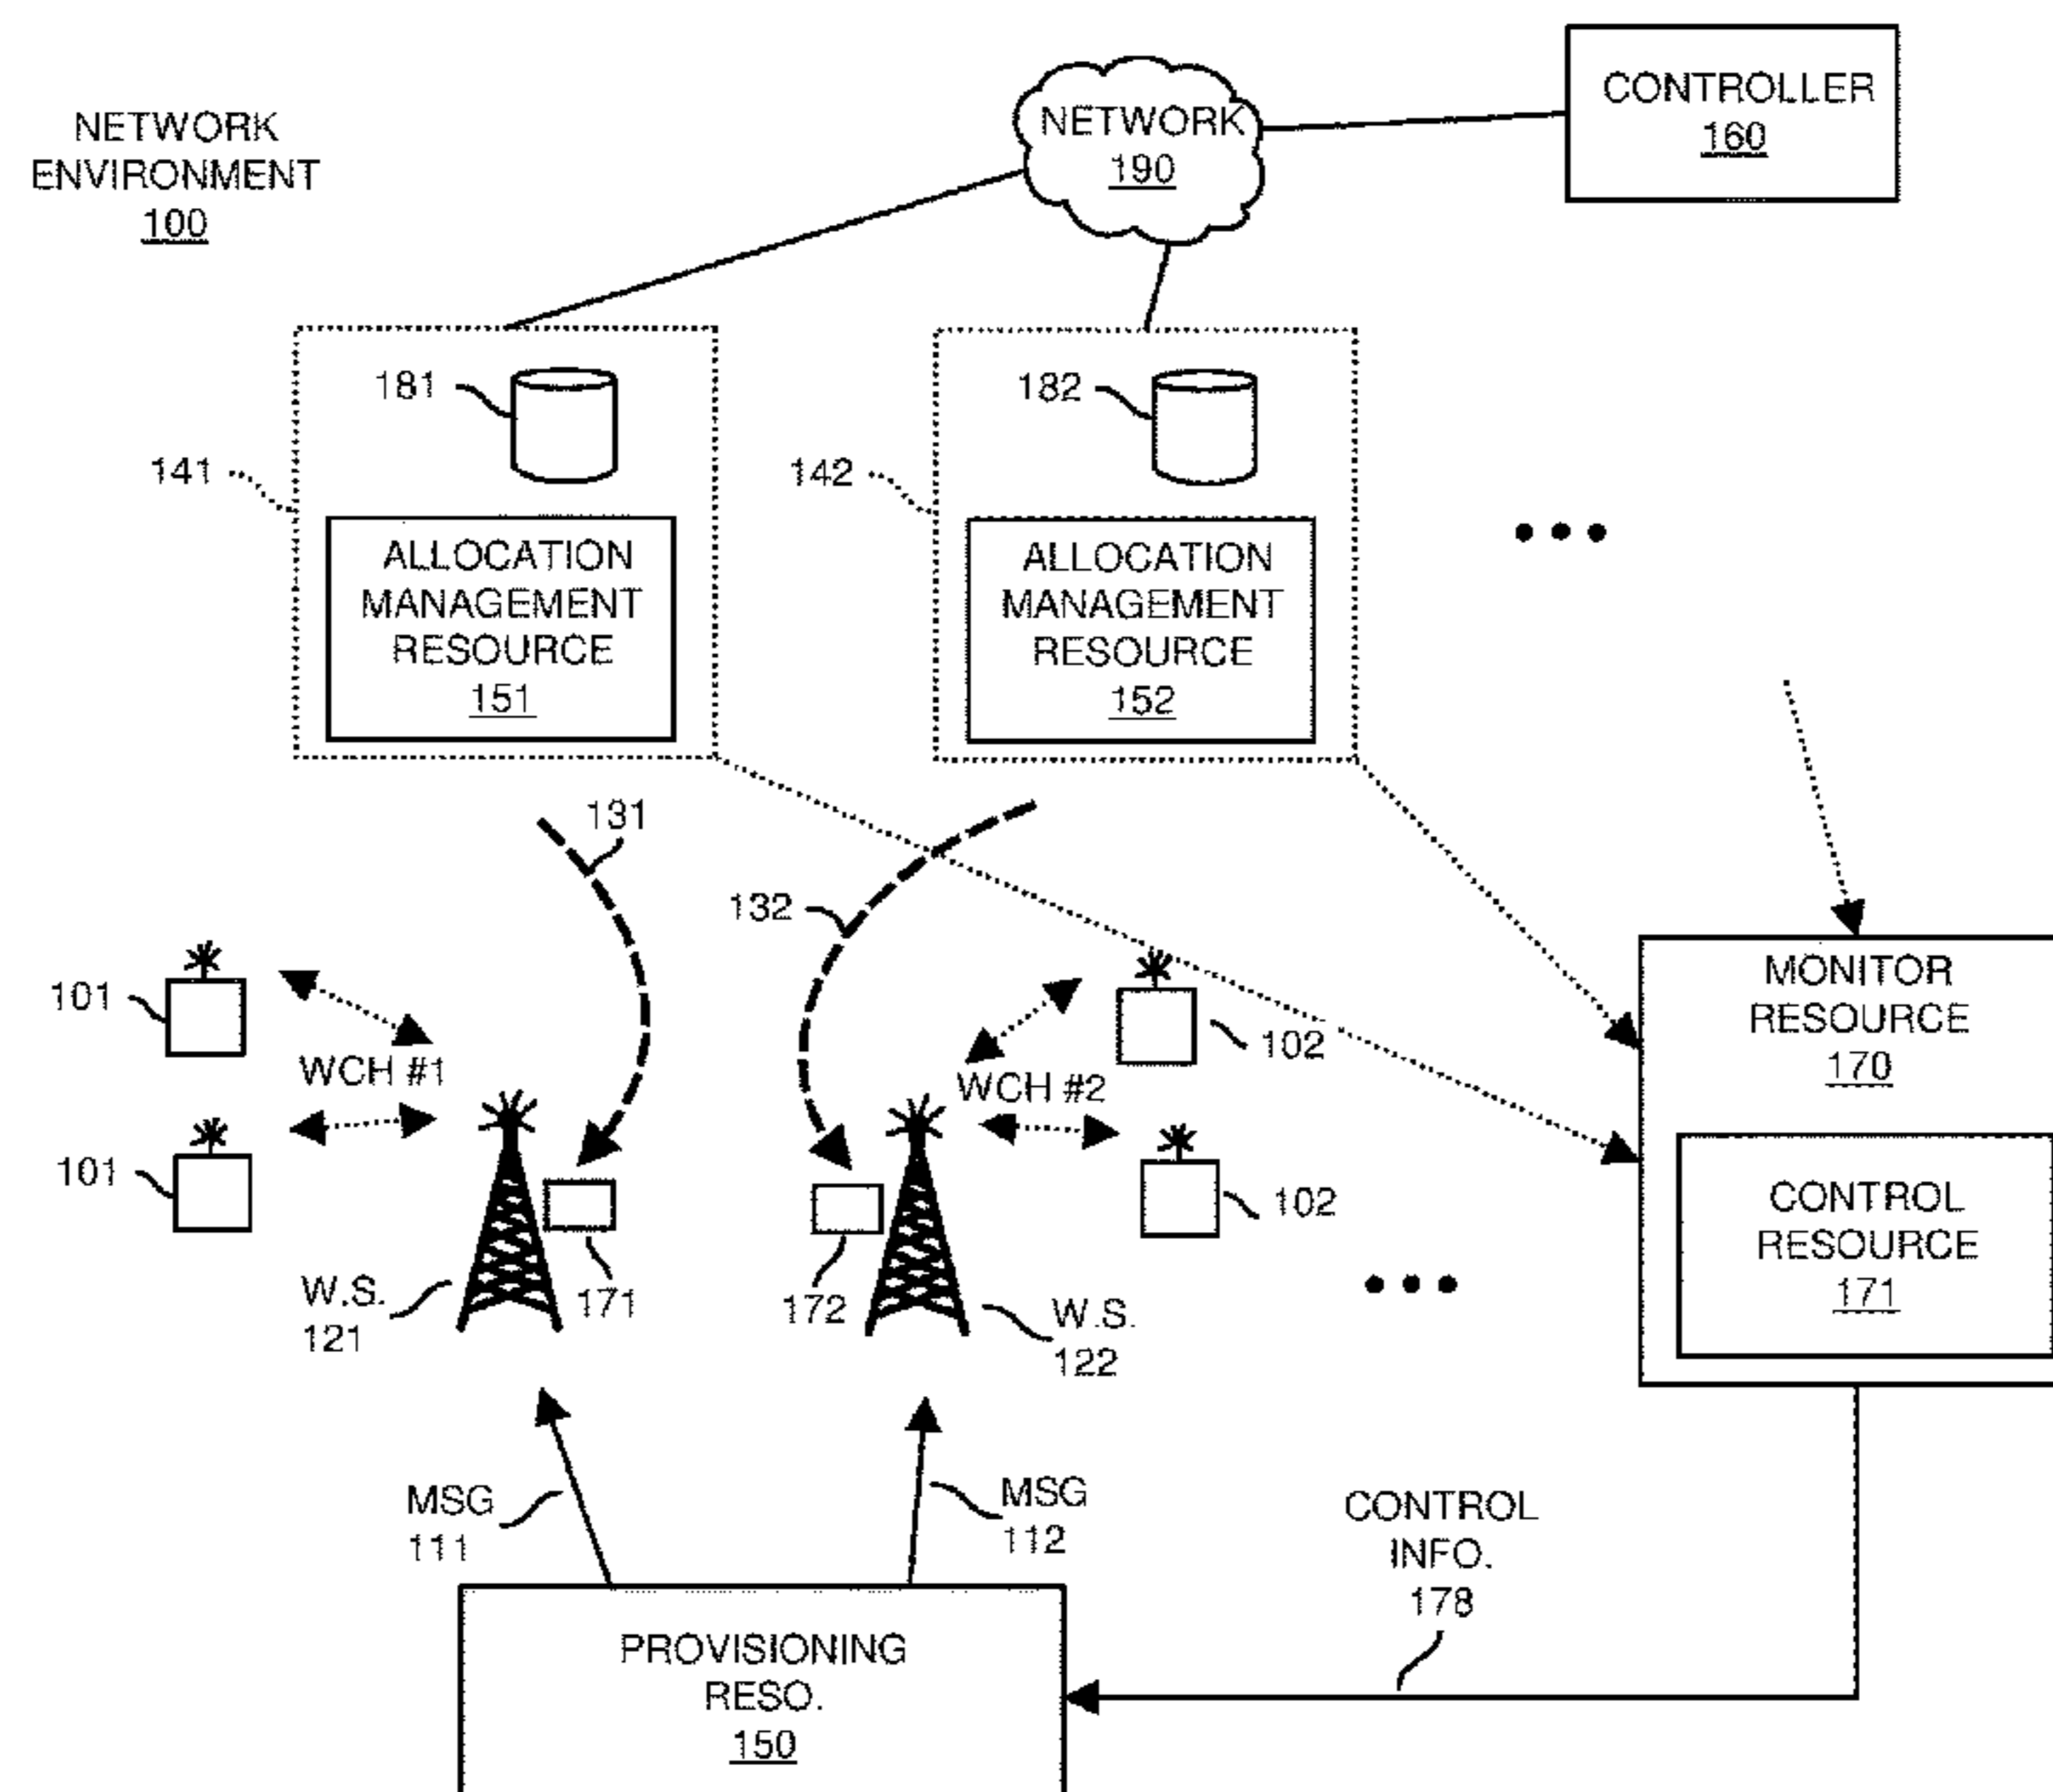 NETWORK
ENVIRONMENT
100
NETWORK
190
CONTROLLER
160
181
141
ALLOCATION
MANAGEMENT
RESOURCE
151
182
142
ALLOCATION
MANAGEMENT
RESOURCE
152
131
132
101
101
WCH #1
WCH #2
102
102
MONITOR
RESOURCE
170
CONTROL
RESOURCE
171
W.S.
121
171
172
W.S.
122
MSG
111
MSG
112
CONTROL
INFO.
178
PROVISIONING
RESO.
150